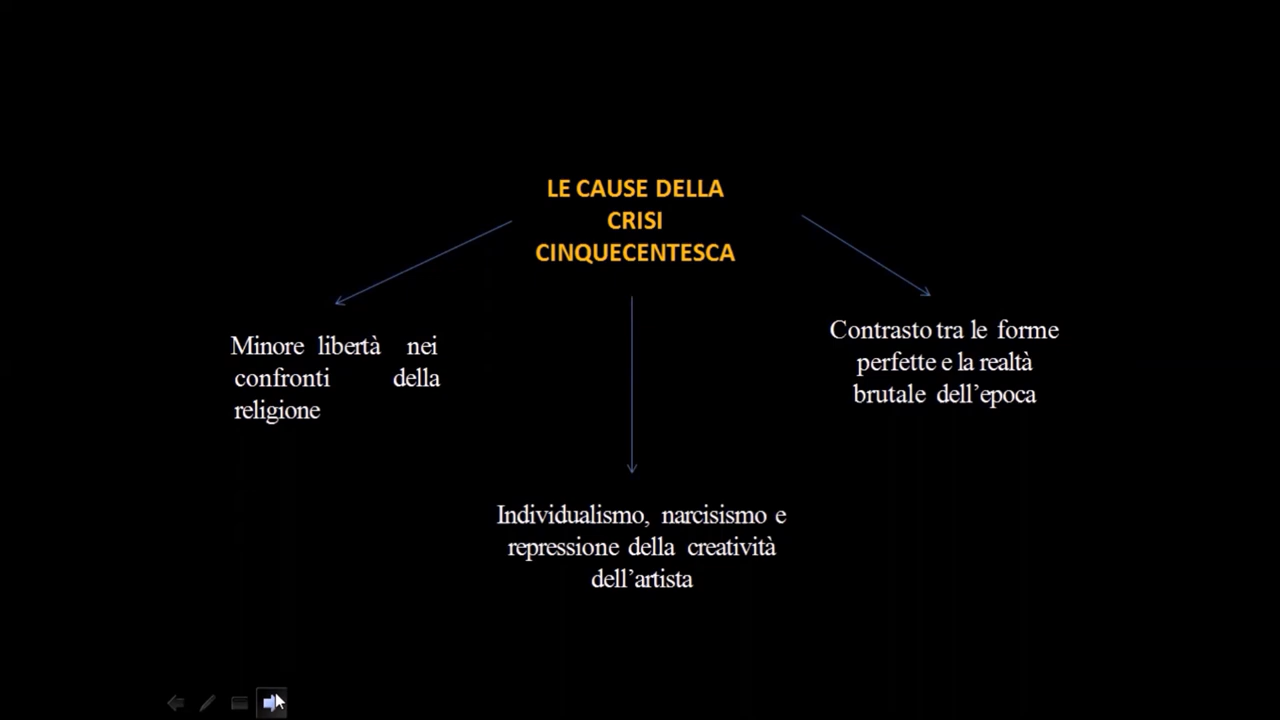 LE CAUSE DELLA
CRISI
CINQUECENTESCA
Minore libertà nei
confronti della
religione
Contrasto tra le forme
perfette e la realtà
brutale dell’epoca
Individualismo, narcisismo e
repressione della creatività
dell’artista